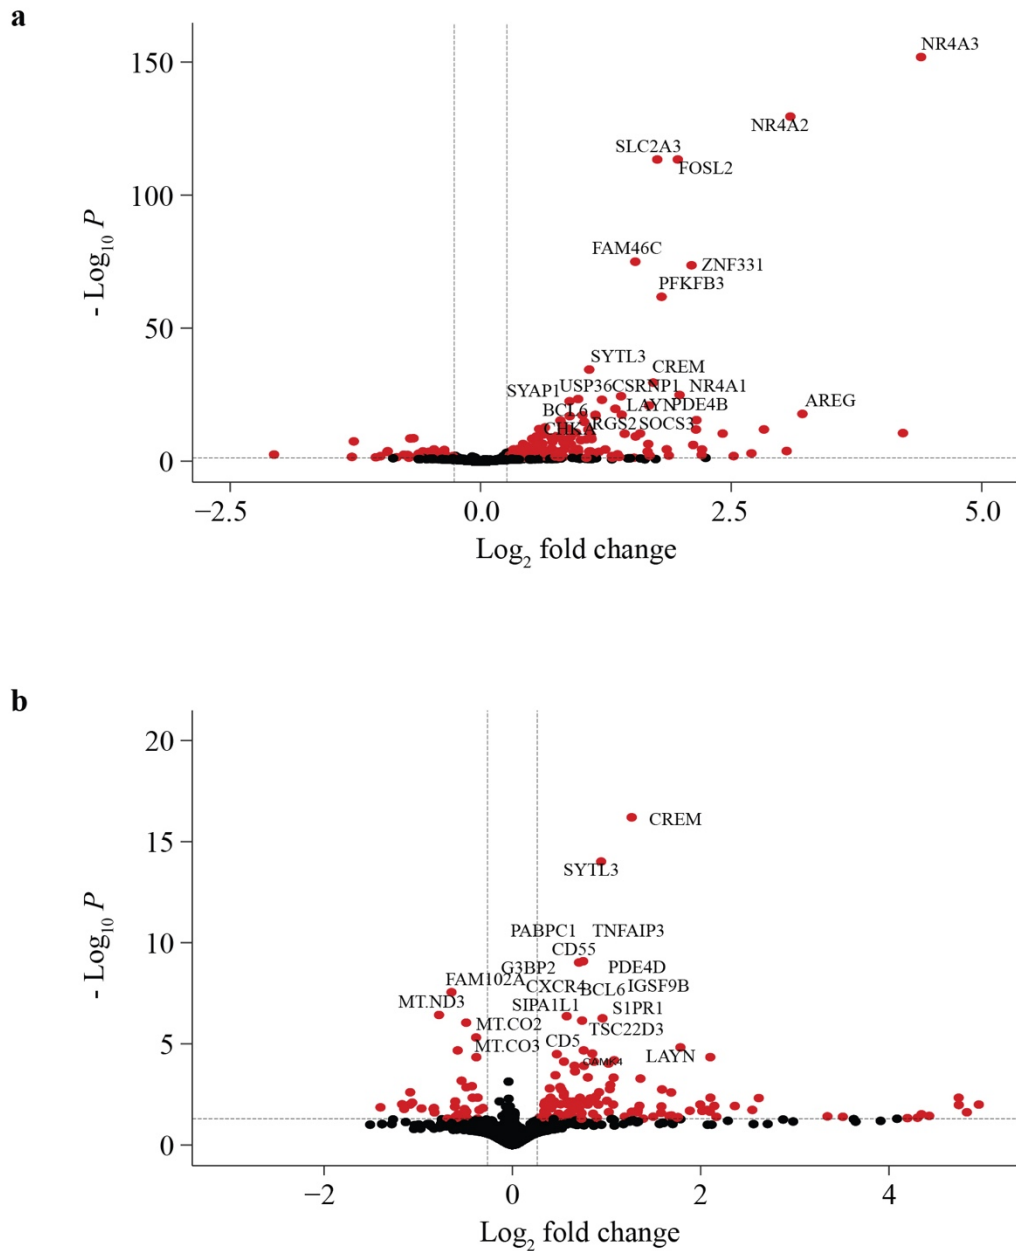 a
150
100
50
0
- Log10 P
NR4A3
NR4A2
SLC2A3
FOSL2
FAM46C
ZNF331
PFKFB3
SYTL3
CREM
SYAP1 USP36 CSRNP1 NR4A1
BCL6 LAYN PDE4B AREG
CHKA RGS2 SOCS3
−2.5 0.0 2.5 5.0
Log2 fold change
b
20
15
10
5
0
- Log10 P
CREM
SYTL3
PABPC1 TNFAIP3
CD55
G3BP2 PDE4D
FAM102A CXCR4 BCL6 IGSF9B
MT.ND3 SIPA1L1 S1PR1
MT.CO2 TSC22D3
MT.CO3 CD5 LAYN
CAMK4
−2 0 2 4
Log2 fold change